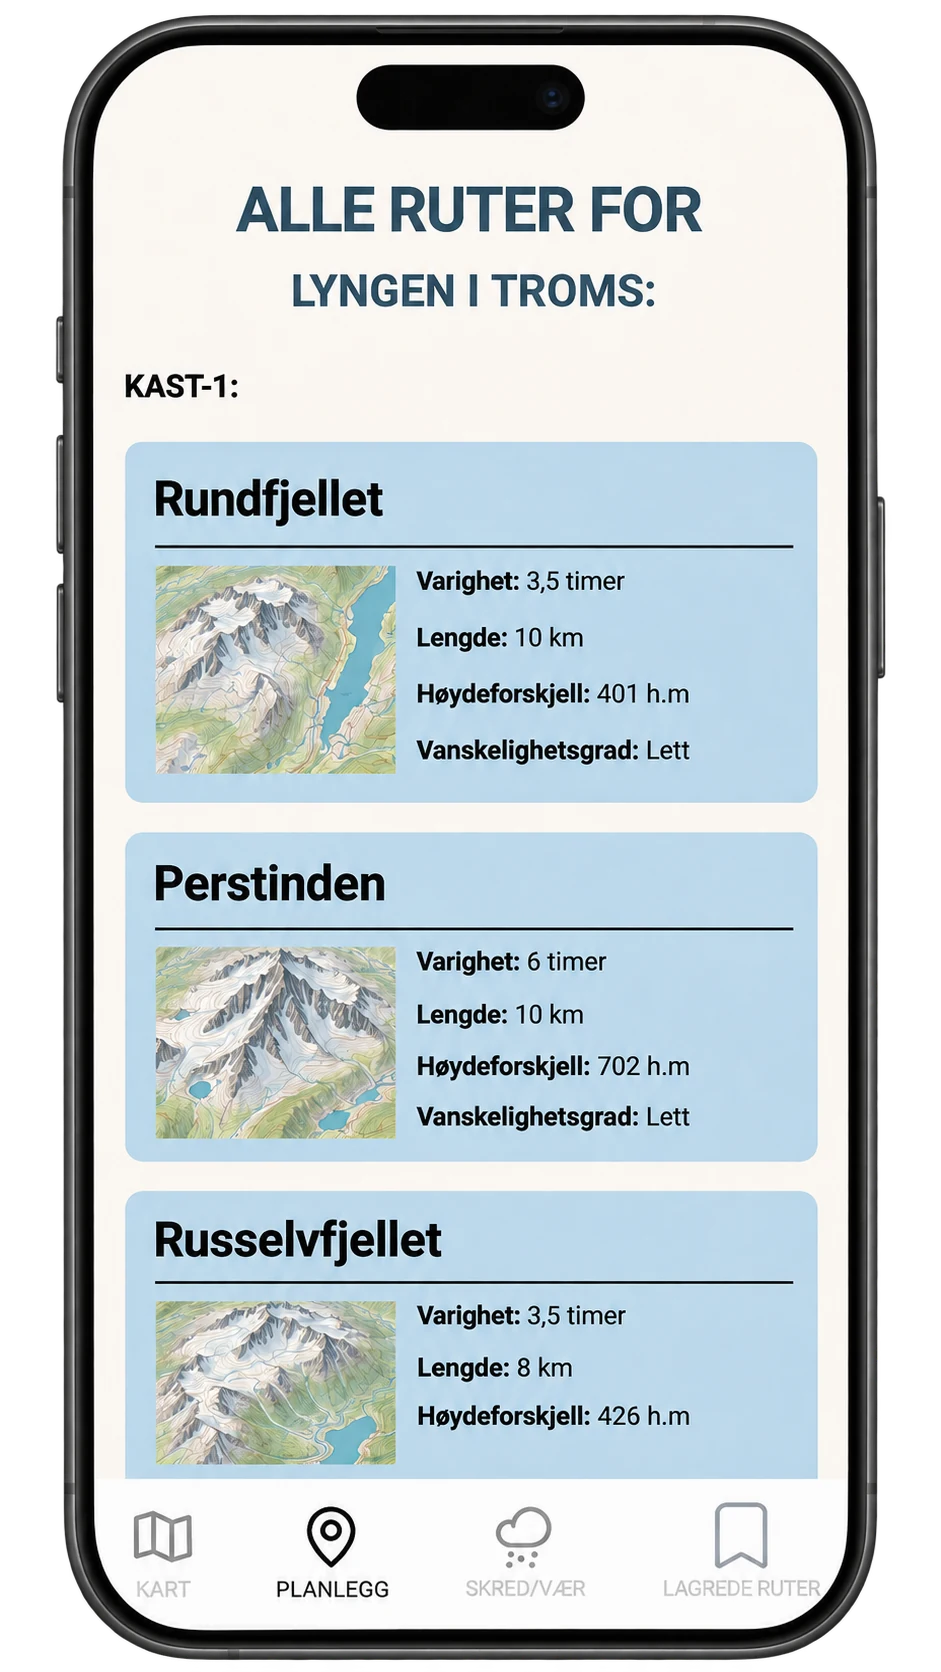 ALLE RUTER FOR
LYNGEN I TROMS:
KAST-1:
Rundfjellet
Varighet: 3,5 timer
Lengde: 10 km
Høydeforskjell: 401 h.m
Vanskelighetsgrad: Lett
Perstinden
Varighet: 6 timer
Lengde: 10 km
Høydeforskjell: 702 h.m
Vanskelighetsgrad: Lett
Russelvfjellet
Varighet: 3,5 timer
Lengde: 8 km
Høydeforskjell: 426 h.m
KART
PLANLEGG
SKRED/VÆR
LAGREDE RUTER